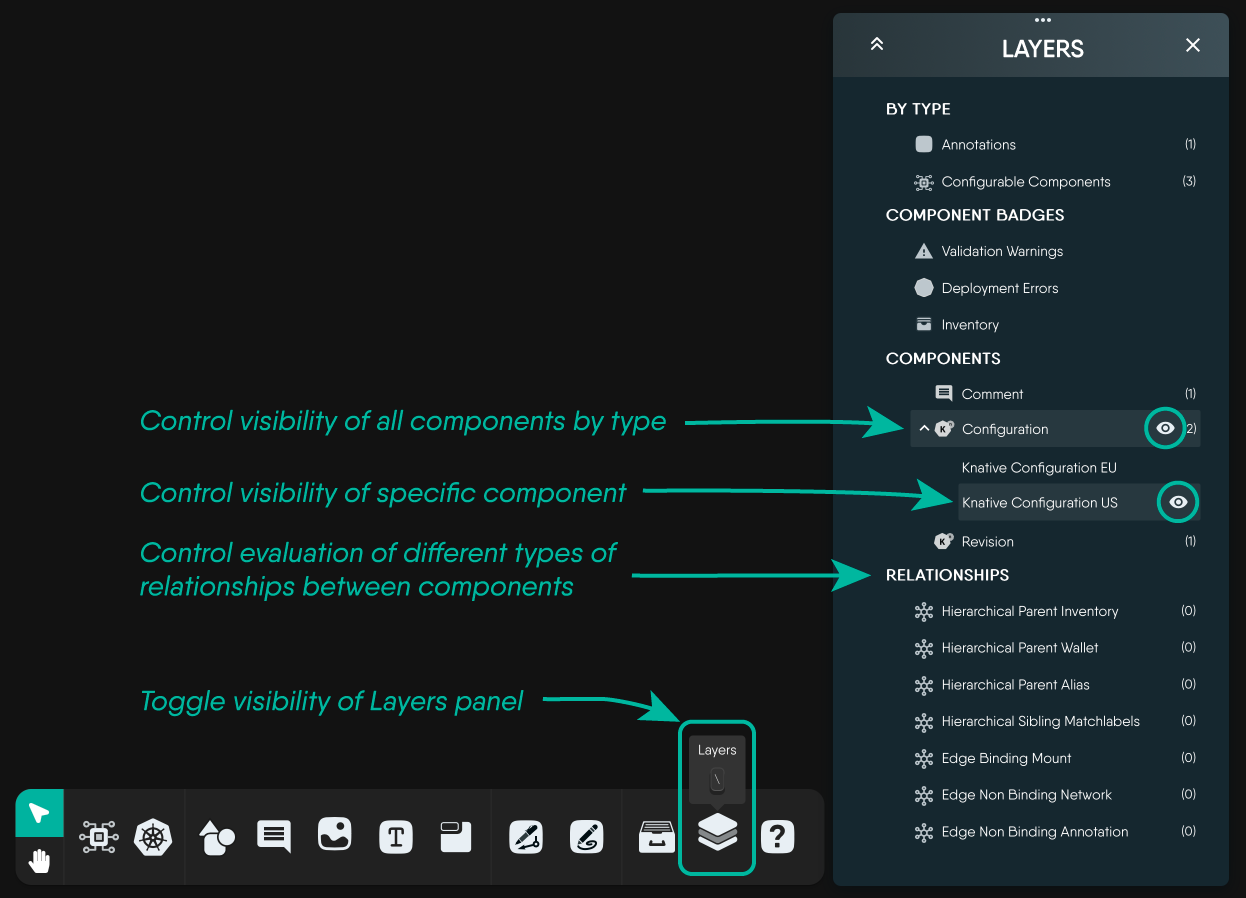 LAYERS
BY TYPE
Annotations (1)
Configurable Components (3)
COMPONENT BADGES
Validation Warnings
Deployment Errors
Inventory
COMPONENTS
Comment (1)
Configuration 2)
Knative Configuration EU
Knative Configuration US
Revision (1)
RELATIONSHIPS
Hierarchical Parent Inventory (0)
Hierarchical Parent Wallet (0)
Hierarchical Parent Alias (0)
Hierarchical Sibling Matchlabels (0)
Edge Binding Mount (0)
Edge Non Binding Network (0)
Edge Non Binding Annotation (0)
Control visibility of all components by type
Control visibility of specific component
Control evaluation of different types of
relationships between components
Toggle visibility of Layers panel
Layers
\
T
?